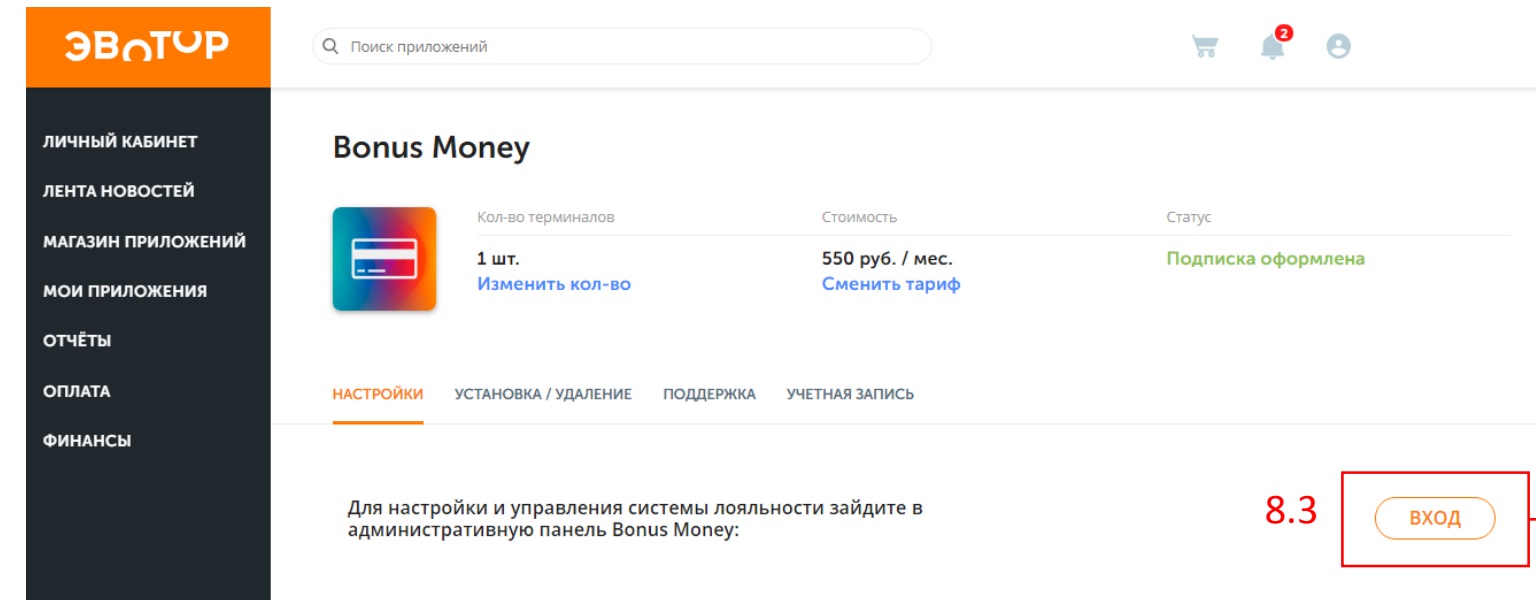 ЭВОТОР
Поиск приложений
2
ЛИЧНЫЙ КАБИНЕТ
ЛЕНТА НОВОСТЕЙ
МАГАЗИН ПРИЛОЖЕНИЙ
МОИ ПРИЛОЖЕНИЯ
ОТЧЁТЫ
ОПЛАТА
ФИНАНСЫ
Bonus Money
Кол-во терминалов
1 шт.
Изменить кол-во
Стоимость
550 руб. / мес.
Сменить тариф
Статус
Подписка оформлена
НАСТРОЙКИ УСТАНОВКА / УДАЛЕНИЕ ПОДДЕРЖКА УЧЕТНАЯ ЗАПИСЬ
Для настройки и управления системы лояльности зайдите в
административную панель Bonus Money:
8.3
ВХОД